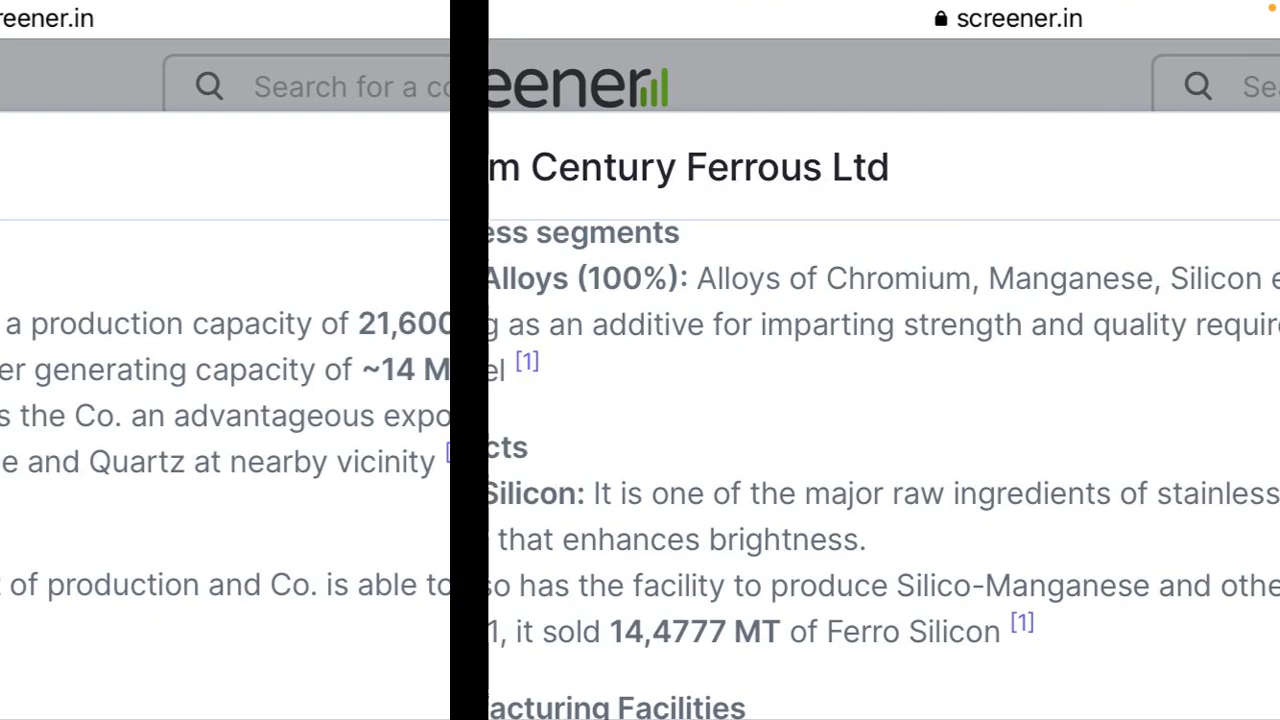 reener.in
Search for a co
a production capacity of 21,600
er generating capacity of ~14 M
s the Co. an advantageous expo
e and Quartz at nearby vicinity
of production and Co. is able to
screener.in
eener
Sea
m Century Ferrous Ltd
ess segments
Alloys (100%): Alloys of Chromium, Manganese, Silicon e
g as an additive for imparting strength and quality require
el [1]
cts
Silicon: It is one of the major raw ingredients of stainless
that enhances brightness.
so has the facility to produce Silico-Manganese and othe
1, it sold 14,4777 MT of Ferro Silicon [1]
acturing Facilities